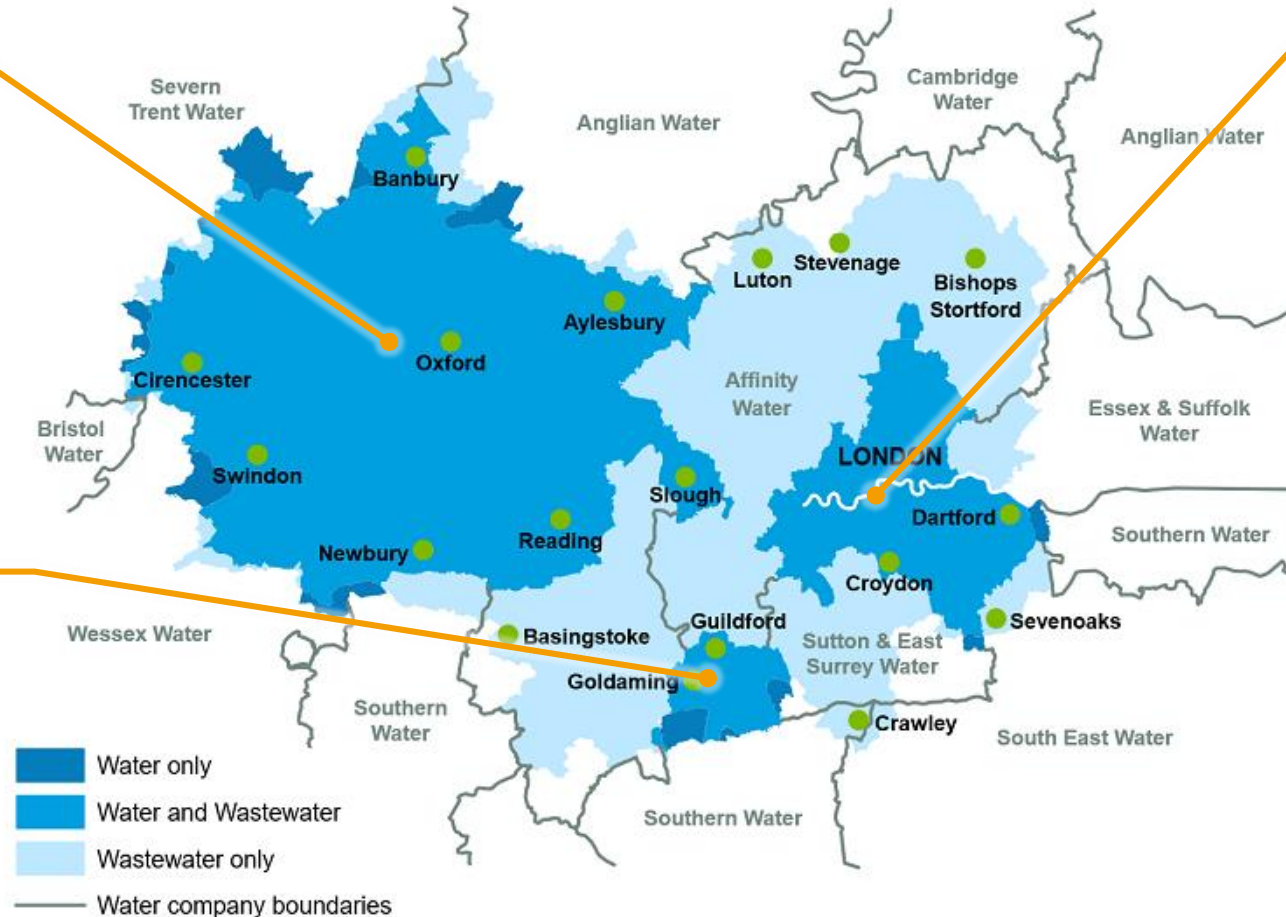 Severn
Trent Water
Anglian Water
Cambridge
Water
Anglian Water
Banbury
Luton
Stevenage
Bishops
Stortford
Aylesbury
Oxford
Cirencester
Affinity
Water
Essex & Suffolk
Water
Bristol
Water
LONDON
Swindon
Slough
Dartford
Southern Water
Newbury
Reading
Croydon
Wessex Water
Basingstoke
Guildford
Sutton & East
Surrey Water
Sevenoaks
Goldaming
Southern
Water
Crawley
South East Water
Southern Water
Water only
Water and Wastewater
Wastewater only
Water company boundaries